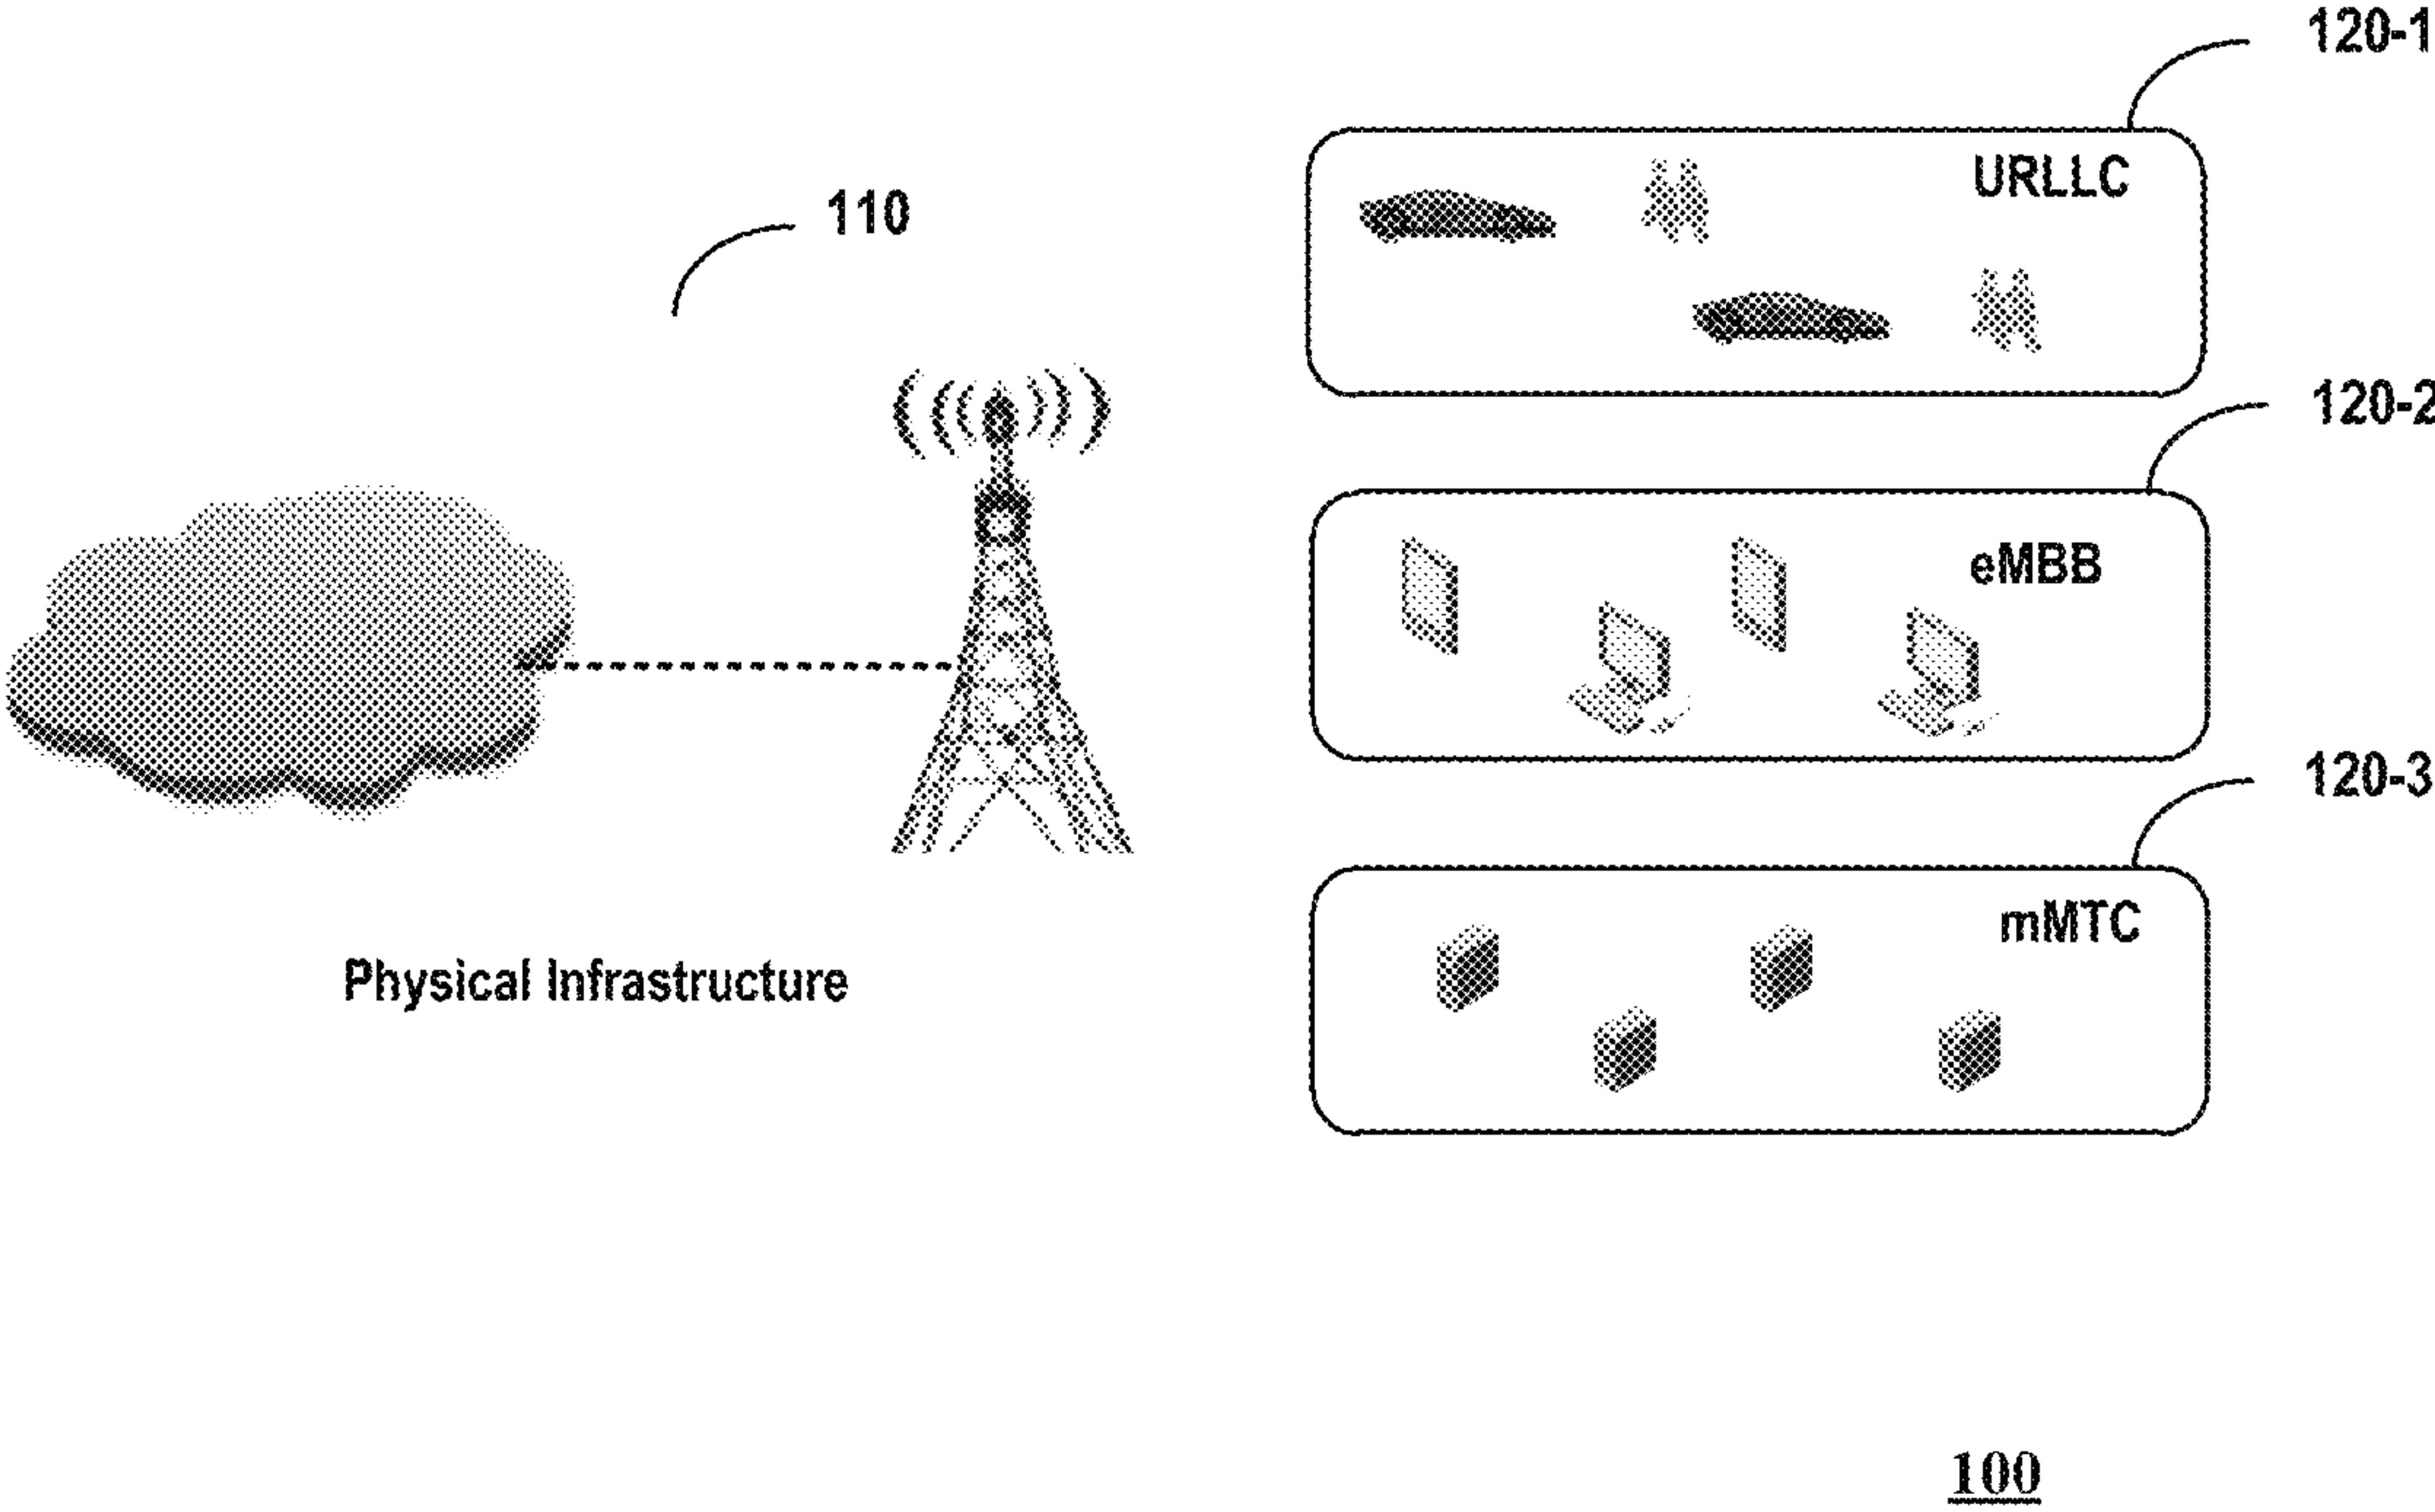 120-1
URLLC
110
120-2
eMBB
120-3
mMTC
Physical Infrastructure
100